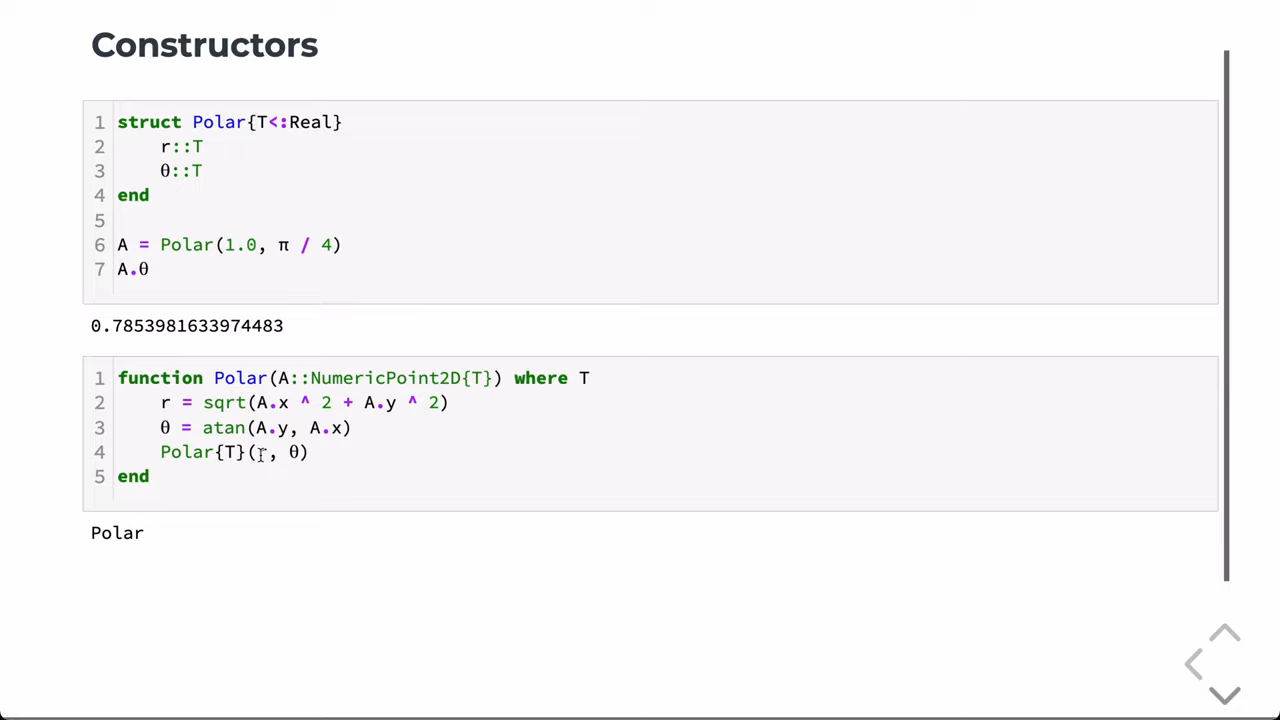 Constructors
1 struct Polar{T<:Real}
2     r::T
3     θ::T
4 end
5
6 A = Polar(1.0, π / 4)
7 A.θ
0.7853981633974483
1 function Polar(A::NumericPoint2D{T}) where T
2     r = sqrt(A.x ^ 2 + A.y ^ 2)
3     θ = atan(A.y, A.x)
4     Polar{T}(r, θ)
5 end
Polar